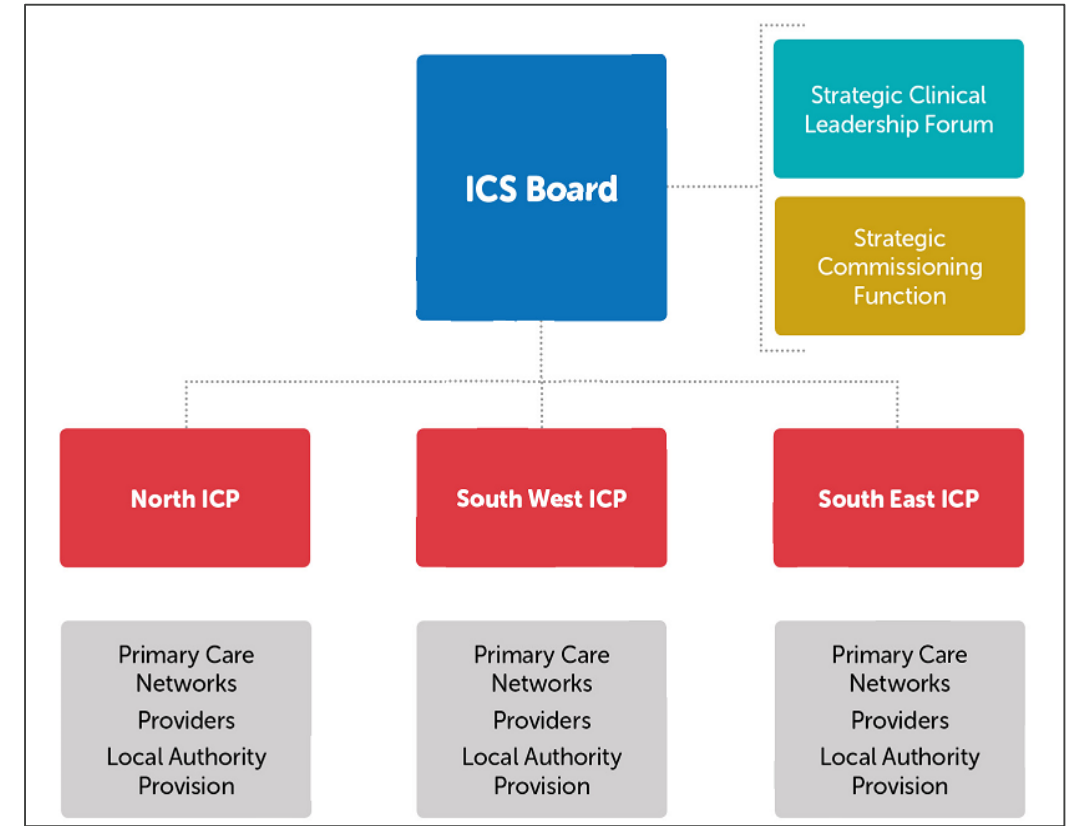 ICS Board
Strategic Clinical
Leadership Forum
Strategic
Commissioning
Function
North ICP
South West ICP
South East ICP
Primary Care
Networks
Providers
Local Authority
Provision
Primary Care
Networks
Providers
Local Authority
Provision
Primary Care
Networks
Providers
Local Authority
Provision